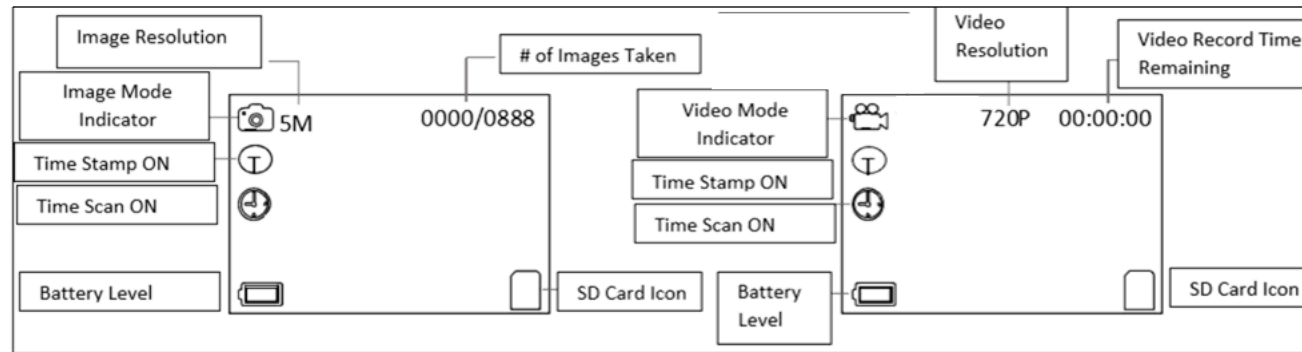 Image Resolution
# of Images Taken
Image Mode
Indicator
5M
0000/0888
Time Stamp ON
T
Time Scan ON
Battery Level
SD Card Icon
Video
Resolution
Video Record Time
Remaining
Video Mode
Indicator
720P
00:00:00
Time Stamp ON
T
Time Scan ON
Battery
Level
SD Card Icon